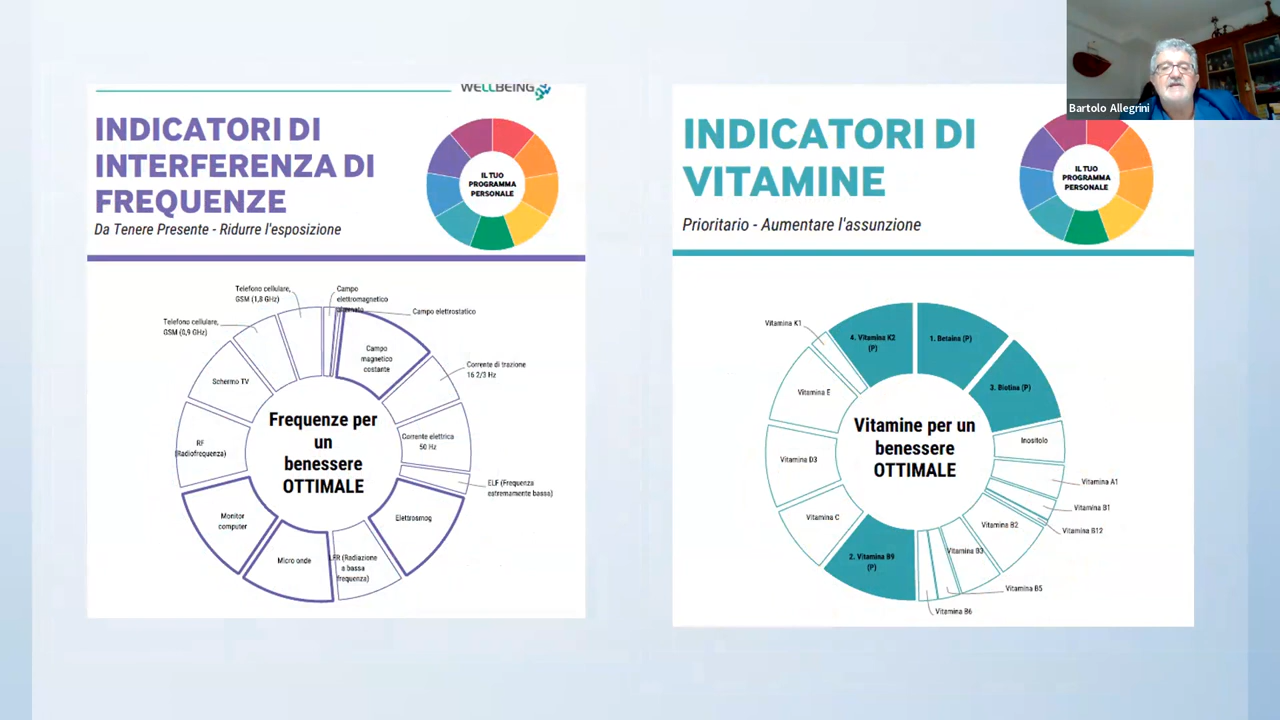 WELLBEING
INDICATORI DI
INTERFERENZA DI
FREQUENZE
Da Tenere Presente - Ridurre l'esposizione
IL TUO
PROGRAMMA
PERSONALE
Telefono cellulare,
GSM (1,8 GHz)
Campo
elettromagnetico
Campo elettrostatico
Telefono cellulare,
GSM (0,9 GHz)
Campo
magnetico
costante
Corrente di trazione
16 2/3 Hz
Schermo TV
Corrente elettrica
50 Hz
RF
(Radiofrequenza)
ELF (Frequenza
estremamente bassa)
Monitor
computer
Elettrosmog
Micro onde
LFR (Radiazione
a bassa
frequenza)
Frequenze per
un
benessere
OTTIMALE
INDICATORI DI
VITAMINE
Prioritario - Aumentare l'assunzione
IL TUO
PROGRAMMA
PERSONALE
Vitamina K1
4. Vitamina K2
(P)
1. Betaina (P)
3. Biotina (P)
Vitamina E
Inositolo
Vitamina D3
Vitamina A1
Vitamina B1
Vitamina B12
Vitamina C
Vitamina B2
Vitamina B3
2. Vitamina B9
(P)
Vitamina B5
Vitamina B6
Vitamine per un
benessere
OTTIMALE
Bartolo Allegrini